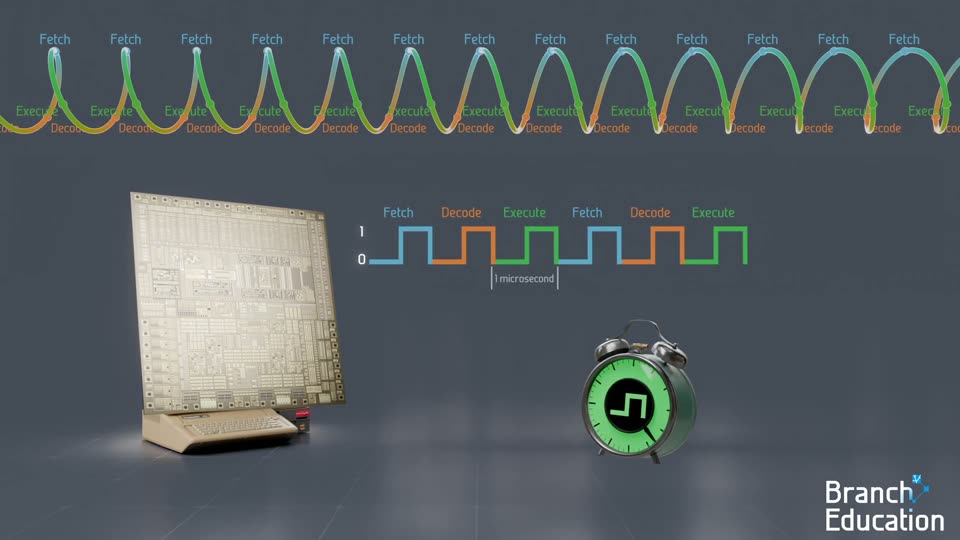 Fetch Fetch Fetch Fetch Fetch Fetch Fetch Fetch Fetch Fetch Fetch Fetch Fetch
Execute Execute Execute Execute Execute Execute Execute Execute Execute Execute Execute Execute
Decode Decode Decode Decode Decode Decode Decode Decode Decode Decode Decode Decode
Fetch Decode Execute Fetch Decode Execute
1
0
1 microsecond
Branch
Education